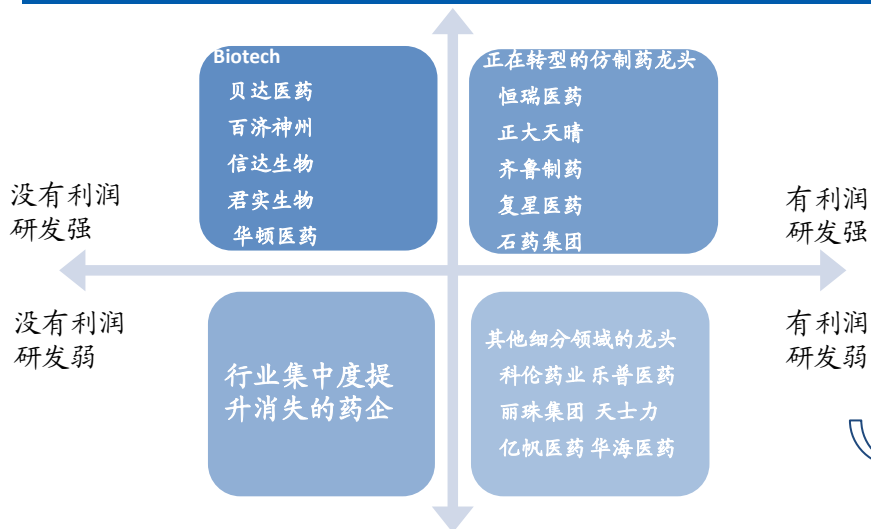 Biotech
贝达医药
百济神州
信达生物
君实生物
华顿医药
正在转型的仿制药龙头
恒瑞医药
正大天晴
齐鲁制药
复星医药
石药集团
没有利润
研发强
有利润
研发强
没有利润
研发弱
行业集中度提
升消失的药企
其他细分领域的龙头
科伦药业 乐普医药
丽珠集团 天士力
亿帆医药 华海医药
有利润
研发弱